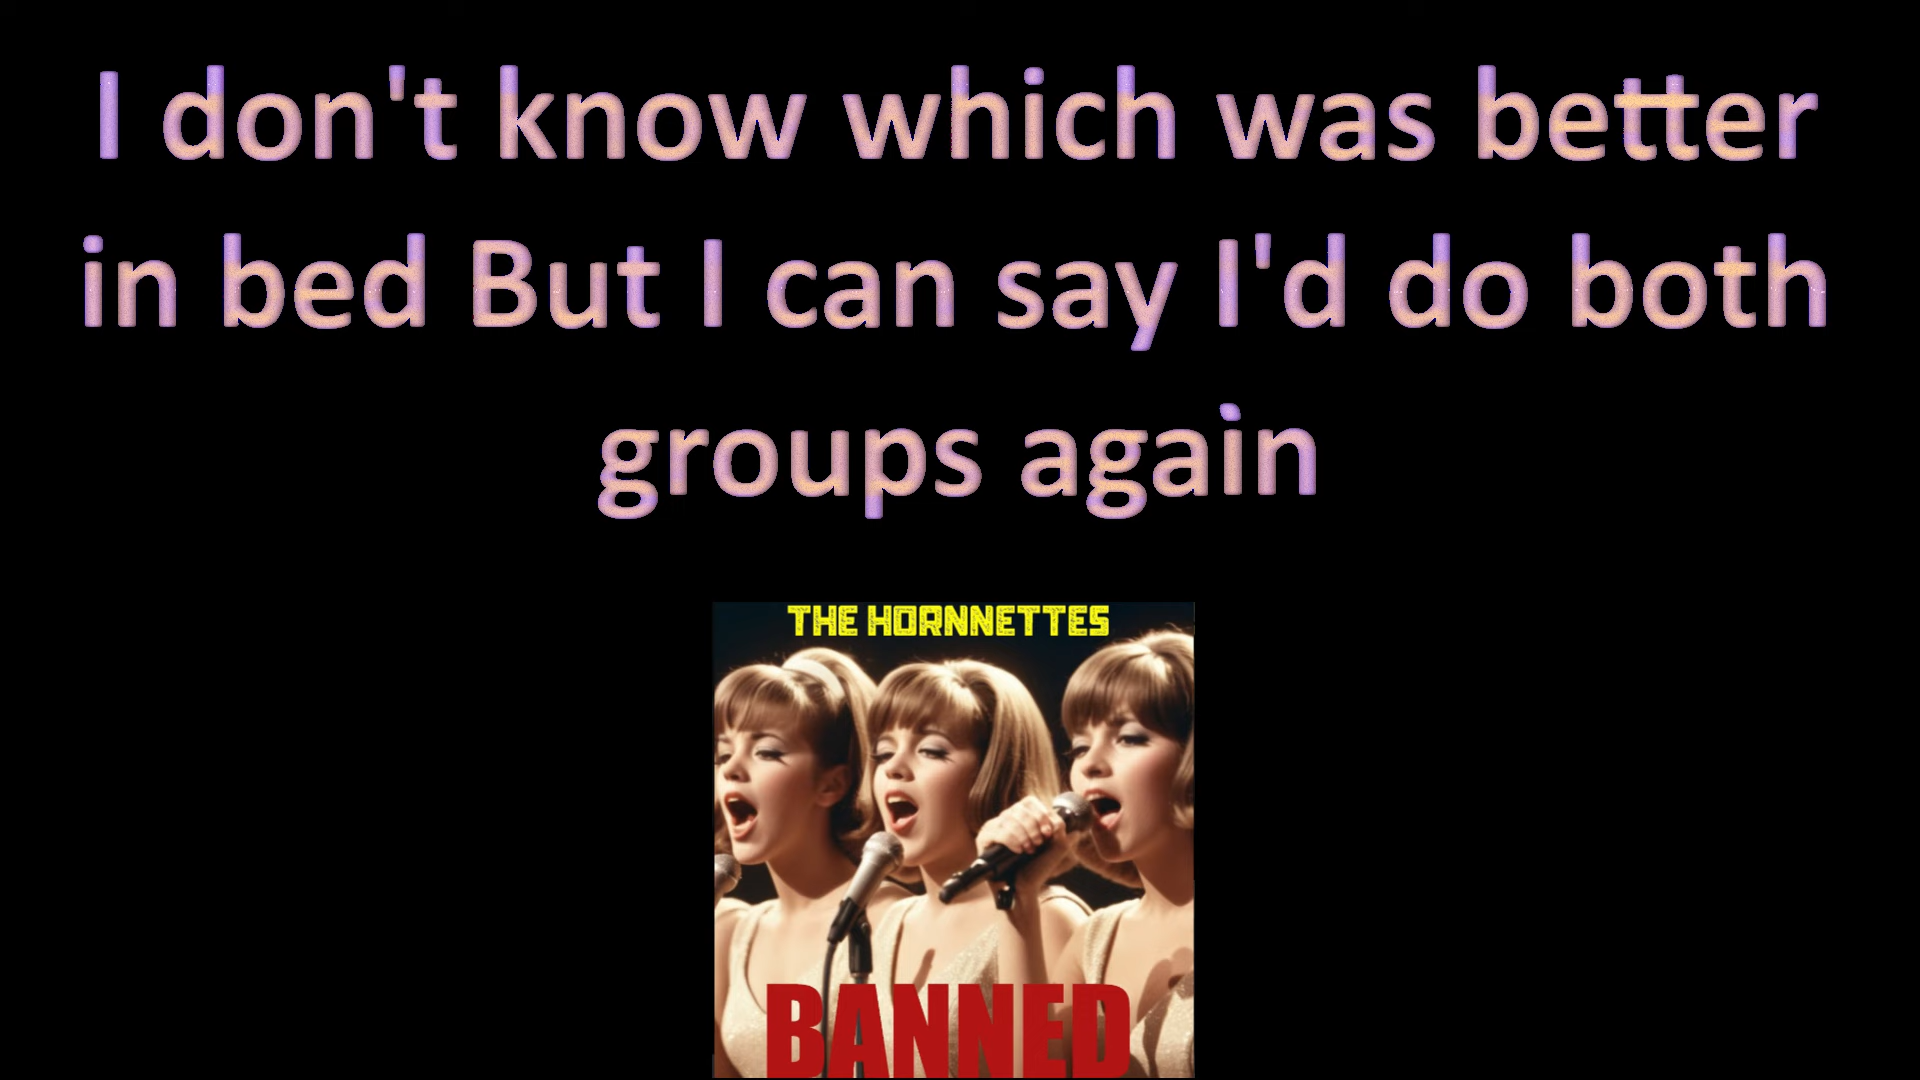 I don't know which was better
in bed But I can say I'd do both
groups again
THE HORNNETTES
BANNED